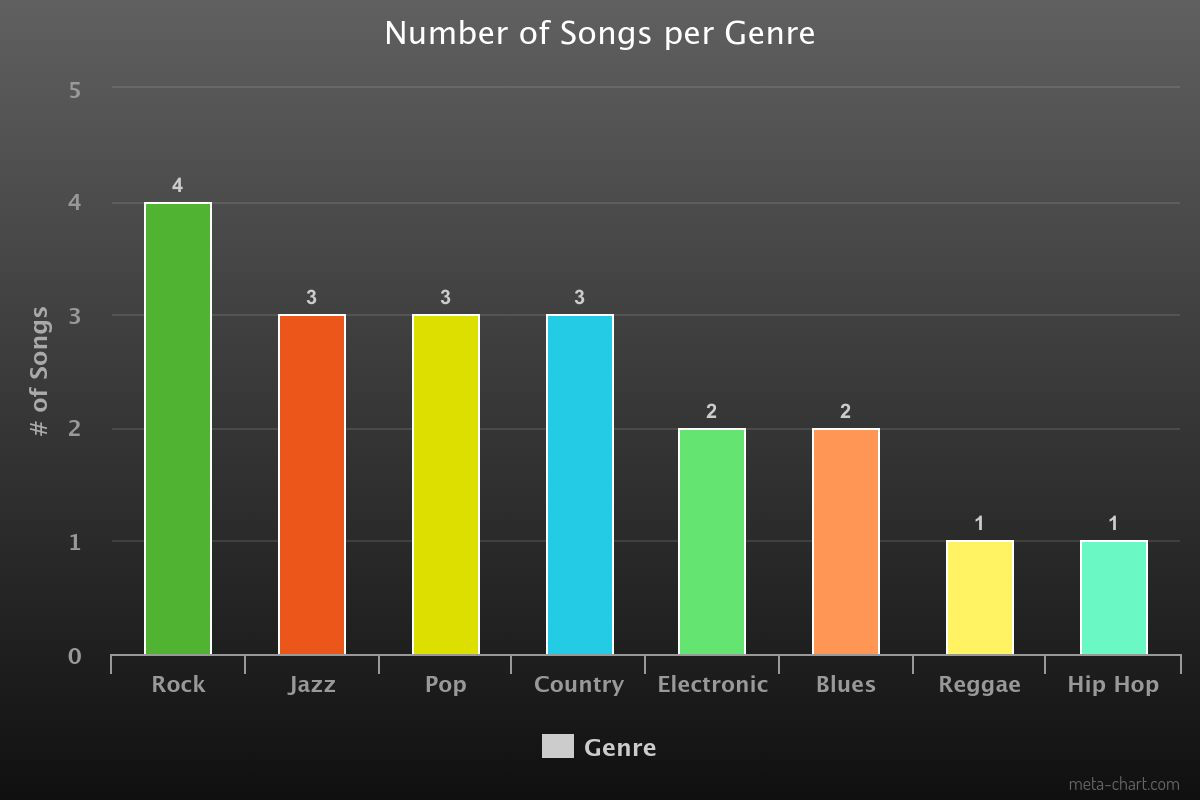 Number of Songs per Genre
5
4
3
2
1
0
# of Songs
4
3
3
3
2
2
1
1
Rock Jazz Pop Country Electronic Blues Reggae Hip Hop
Genre
meta-chart.com